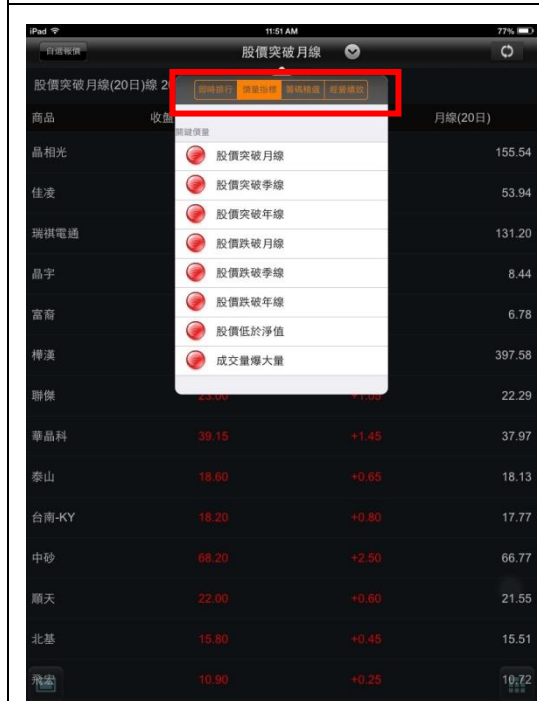 iPad 11:51 AM 77%
自選報價 股價突破月線
股價突破月線(20日)線 2
即時排行 價量指標 籌碼精選 經營績效
商品 收盤 月線(20日)
關鍵價量
股價突破月線
晶相光 155.54
股價突破季線
佳凌 53.94
股價突破年線
瑞祺電通 131.20
股價跌破月線
股價跌破季線
晶宇 8.44
股價跌破年線
富裔 6.78
股價低於淨值
樺漢 397.58
成交量爆大量
聯傑 23.00 +1.05 22.29
華晶科 39.15 +1.45 37.97
泰山 18.60 +0.65 18.13
台南-KY 18.20 +0.80 17.77
中砂 68.20 +2.50 66.77
順天 22.00 +0.60 21.55
北基 15.80 +0.45 15.51
飛宏 10.90 +0.25 10.72